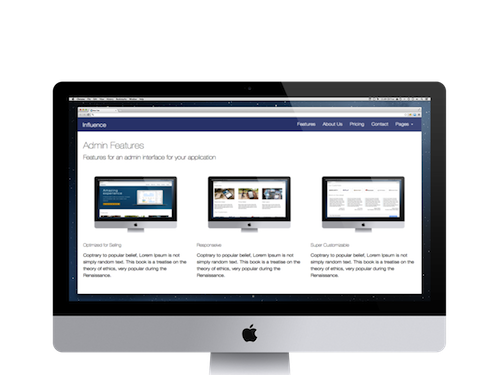 Influence
Features About Us Pricing Contact Pages
Admin Features
Features for an admin interface for your application
Optimized for Selling
Responsive
Super Customizable
Coptrary to popular belief, Lorem Ipsum is not
simply random text. This book is a treatise on the
theory of ethics, very popular during the
Renaissance.
Coptrary to popular belief, Lorem Ipsum is not
simply random text. This book is a treatise on the
theory of ethics, very popular during the
Renaissance.
Coptrary to popular belief, Lorem Ipsum is not
simply random text. This book is a treatise on the
theory of ethics, very popular during the
Renaissance.